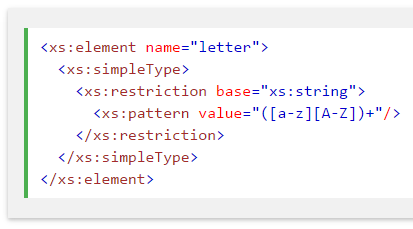 <xs:element name="letter">
  <xs:simpleType>
    <xs:restriction base="xs:string">
      <xs:pattern value="([a-z][A-Z])+"/>
    </xs:restriction>
  </xs:simpleType>
</xs:element>